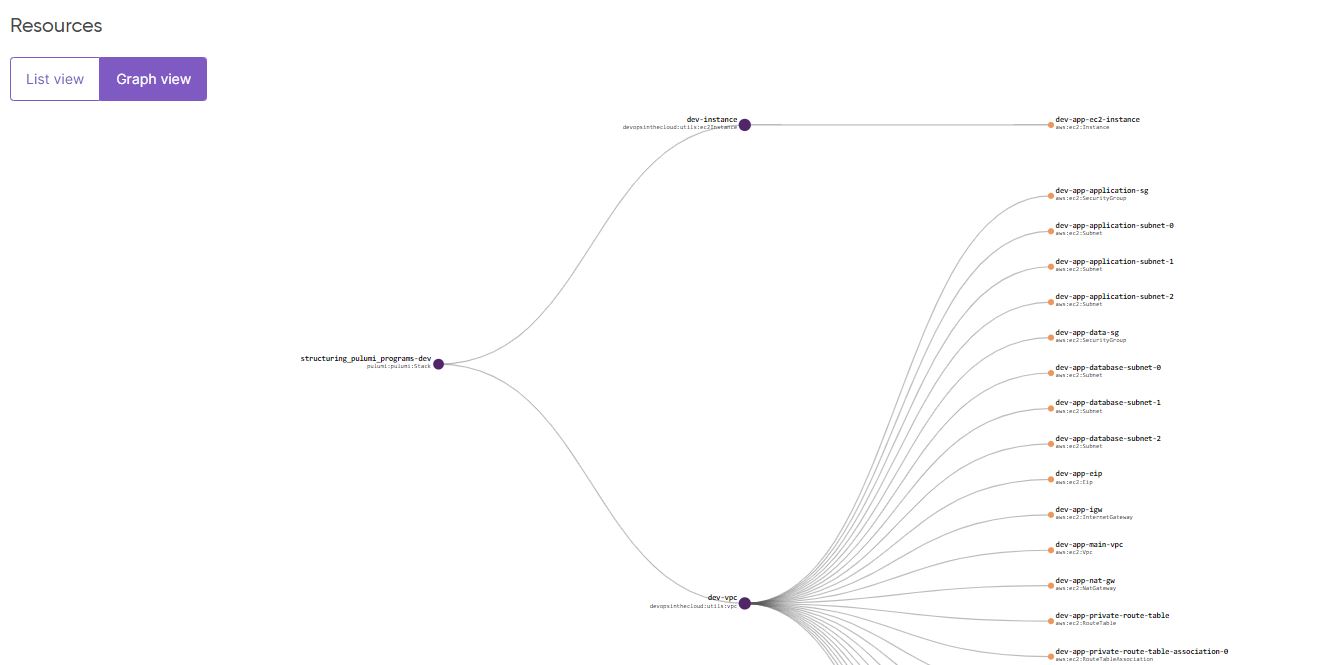 Resources
List view
Graph view
dev-instance
devopsinthecloud:utils:ec2Instance
dev-app-ec2-instance
aws:ec2:Instance
dev-app-application-sg
aws:ec2:SecurityGroup
dev-app-application-subnet-0
aws:ec2:Subnet
dev-app-application-subnet-1
aws:ec2:Subnet
dev-app-application-subnet-2
aws:ec2:Subnet
dev-app-data-sg
aws:ec2:SecurityGroup
structuring_pulumi_programs-dev
pulumi:pulumi:Stack
dev-app-database-subnet-0
aws:ec2:Subnet
dev-app-database-subnet-1
aws:ec2:Subnet
dev-app-database-subnet-2
aws:ec2:Subnet
dev-app-eip
aws:ec2:Eip
dev-app-igw
aws:ec2:InternetGateway
dev-app-main-vpc
aws:ec2:Vpc
dev-app-nat-gw
aws:ec2:NatGateway
dev-vpc
devopsinthecloud:utils:vpc
dev-app-private-route-table
aws:ec2:RouteTable
dev-app-private-route-table-association-0
aws:ec2:RouteTableAssociation